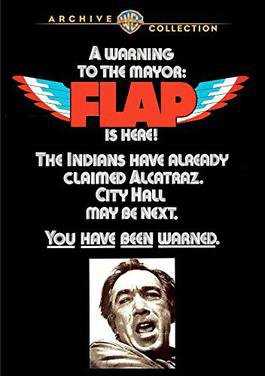 ARCHIVE WB COLLECTION
A WARNING
TO THE MAYOR:
FLAP
IS HERE!
THE INDIANS HAVE ALREADY
CLAIMED ALCATRAZ.
CITY HALL
MAY BE NEXT.
YOU HAVE BEEN WARNED.